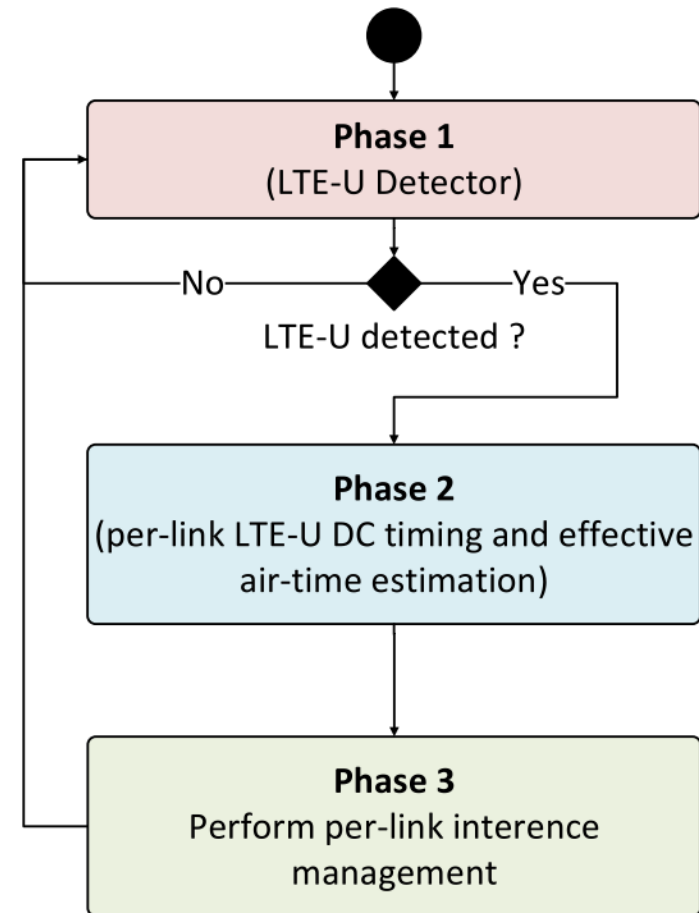 Phase 1
(LTE-U Detector)
No
Yes
LTE-U detected ?
Phase 2
(per-link LTE-U DC timing and effective
air-time estimation)
Phase 3
Perform per-link interence
management